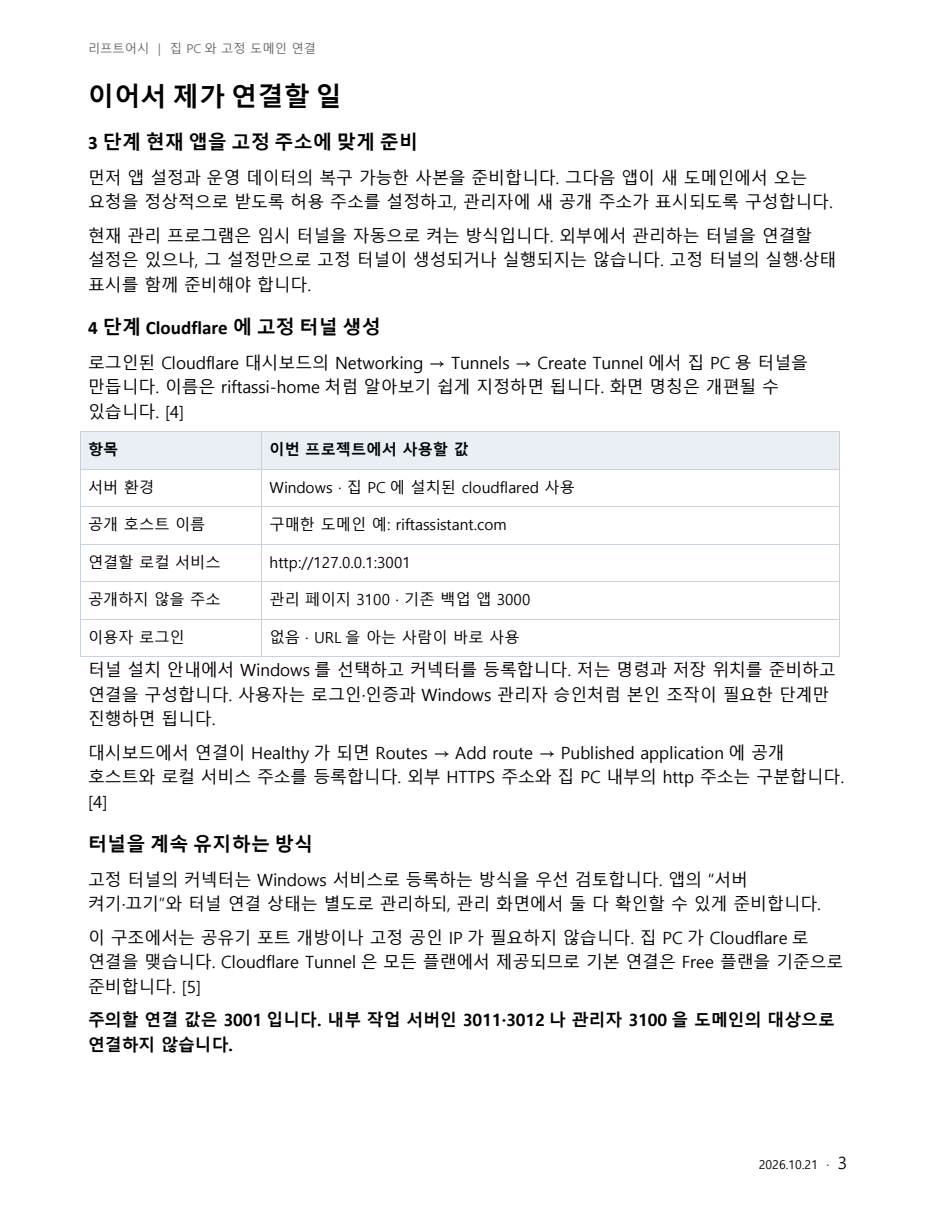 리프트어시 | 집 PC 와 고정 도메인 연결
이어서 제가 연결할 일
3 단계 현재 앱을 고정 주소에 맞게 준비
먼저 앱 설정과 운영 데이터의 복구 가능한 사본을 준비합니다. 그다음 앱이 새 도메인에서 오는
요청을 정상적으로 받도록 허용 주소를 설정하고, 관리자에 새 공개 주소가 표시되도록 구성합니다.
현재 관리 프로그램은 임시 터널을 자동으로 켜는 방식입니다. 외부에서 관리하는 터널을 연결할
설정은 있으나, 그 설정만으로 고정 터널이 생성되거나 실행되지는 않습니다. 고정 터널의 실행·상태
표시를 함께 준비해야 합니다.
4 단계 Cloudflare 에 고정 터널 생성
로그인된 Cloudflare 대시보드의 Networking → Tunnels → Create Tunnel 에서 집 PC 용 터널을
만듭니다. 이름은 riftassi-home 처럼 알아보기 쉽게 지정하면 됩니다. 화면 명칭은 개편될 수
있습니다. [4]
항목 이번 프로젝트에서 사용할 값
서버 환경 Windows · 집 PC 에 설치된 cloudflared 사용
공개 호스트 이름 구매한 도메인 예: riftassistant.com
연결할 로컬 서비스 http://127.0.0.1:3001
공개하지 않을 주소 관리 페이지 3100 · 기존 백업 앱 3000
이용자 로그인 없음 · URL 을 아는 사람이 바로 사용
터널 설치 안내에서 Windows 를 선택하고 커넥터를 등록합니다. 저는 명령과 저장 위치를 준비하고
연결을 구성합니다. 사용자는 로그인·인증과 Windows 관리자 승인처럼 본인 조작이 필요한 단계만
진행하면 됩니다.
대시보드에서 연결이 Healthy 가 되면 Routes → Add route → Published application 에 공개
호스트와 로컬 서비스 주소를 등록합니다. 외부 HTTPS 주소와 집 PC 내부의 http 주소는 구분합니다.
[4]
터널을 계속 유지하는 방식
고정 터널의 커넥터는 Windows 서비스로 등록하는 방식을 우선 검토합니다. 앱의 “서버
켜기·끄기”와 터널 연결 상태는 별도로 관리하되, 관리 화면에서 둘 다 확인할 수 있게 준비합니다.
이 구조에서는 공유기 포트 개방이나 고정 공인 IP 가 필요하지 않습니다. 집 PC 가 Cloudflare 로
연결을 맺습니다. Cloudflare Tunnel 은 모든 플랜에서 제공되므로 기본 연결은 Free 플랜을 기준으로
준비합니다. [5]
주의할 연결 값은 3001 입니다. 내부 작업 서버인 3011·3012 나 관리자 3100 을 도메인의 대상으로
연결하지 않습니다.
2026.10.21 · 3